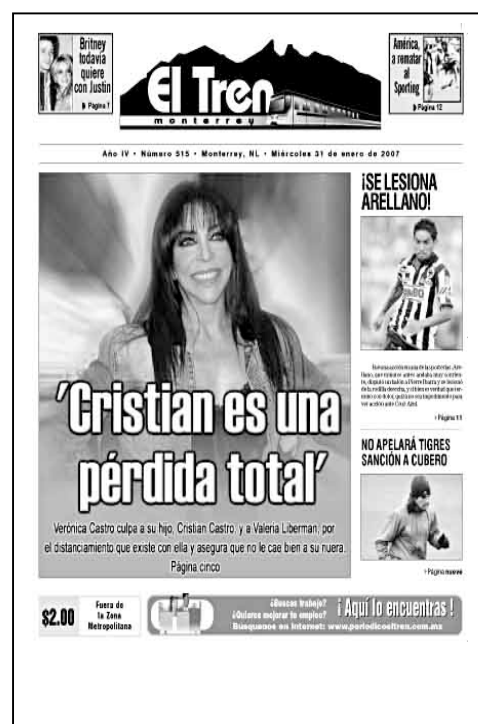 Britney
todavía
quiere
con Justin
Página 7
El Tren
monterrey
América,
a rematar
al
Sporting
Página 12
Año IV • Número 515 • Monterrey, NL • Miércoles 31 de enero de 2007
'Cristian es una
pérdida total'
Verónica Castro culpa a su hijo, Cristian Castro, y a Valeria Liberman, por
el distanciamiento que existe con ella y asegura que no le cae bien a su nuera.
Página cinco
¡SE LESIONA
ARELLANO!
Página 11
NO APELARÁ TIGRES
SANCIÓN A CUBERO
Página nueve
$2.00
Fuera de
la Zona
Metropolitana
¿Buscas trabajo?
¿Quieres mejorar tu empleo?
¡Aquí lo encuentras!
Búsquanos en Internet: www.periodicoeltren.com.mx